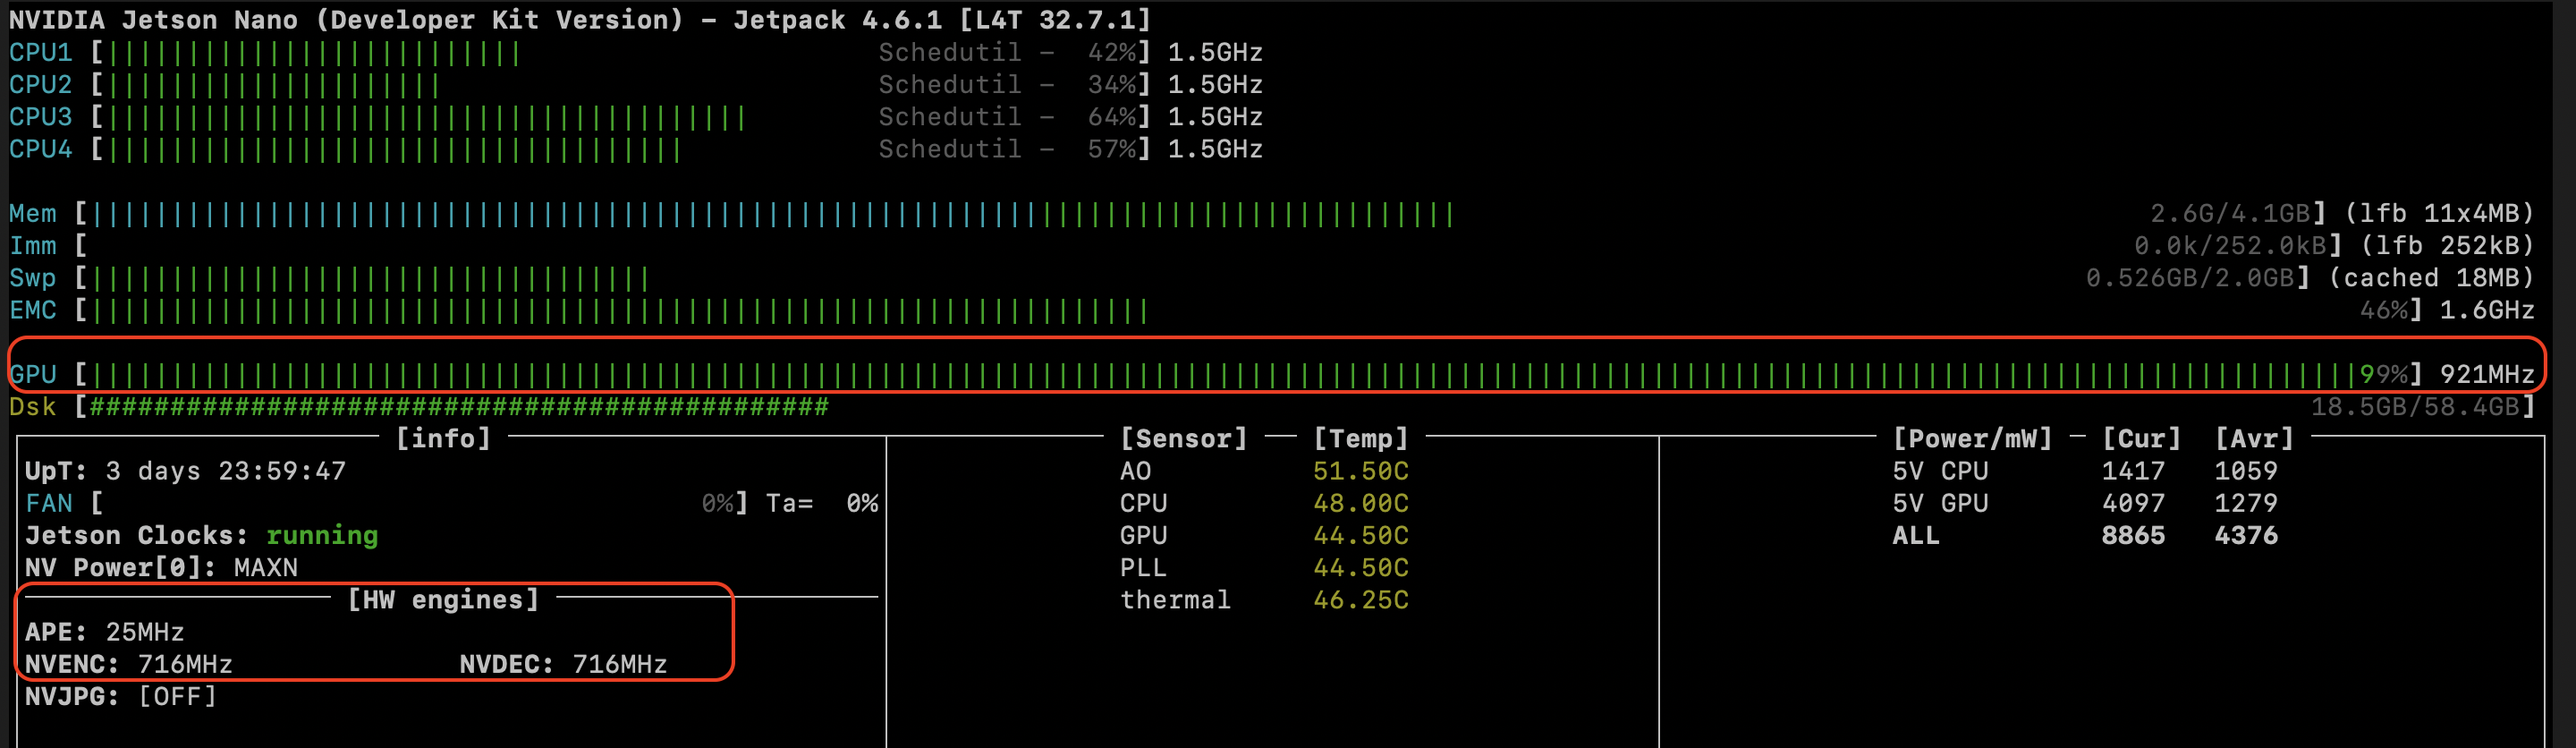 NVIDIA Jetson Nano (Developer Kit Version) - Jetpack 4.6.1 [L4T 32.7.1]
CPU1 [||||||||||||||||||||||||||                      Schedutil -  42%] 1.5GHz
CPU2 [|||||||||||||||||||||                           Schedutil -  34%] 1.5GHz
CPU3 [||||||||||||||||||||||||||||||||||||||||        Schedutil -  64%] 1.5GHz
CPU4 [||||||||||||||||||||||||||||||||||||            Schedutil -  57%] 1.5GHz
Mem [||||||||||||||||||||||||||||||||||||||||||||||||||||||||||||||||||||||||||||||||||||] 2.6G/4.1GB] (lfb 11x4MB)
Imm [ 0.0k/252.0kB] (lfb 252kB)
Swp [||||||||||||||||||||||||||||||||||| 0.526GB/2.0GB] (cached 18MB)
EMC [|||||||||||||||||||||||||||||||||||||||||||||||||||||||||||||||||| 46%] 1.6GHz
GPU [||||||||||||||||||||||||||||||||||||||||||||||||||||||||||||||||||||||||||||||||||||||||||||||||||||||||||||||||||||||||||||||||||||||||||||99%] 921MHz
Dsk [############################################## 18.5GB/58.4GB]
[info] [Sensor] [Temp] [Power/mW] [Cur] [Avr]
UpT: 3 days 23:59:47 AO 51.50C 5V CPU 1417 1059
FAN [ 0%] Ta= 0% CPU 48.00C 5V GPU 4097 1279
Jetson Clocks: running GPU 44.50C ALL 8865 4376
NV Power[0]: MAXN PLL 44.50C
[HW engines] thermal 46.25C
APE: 25MHz
NVENC: 716MHz NVDEC: 716MHz
NVJPG: [OFF]